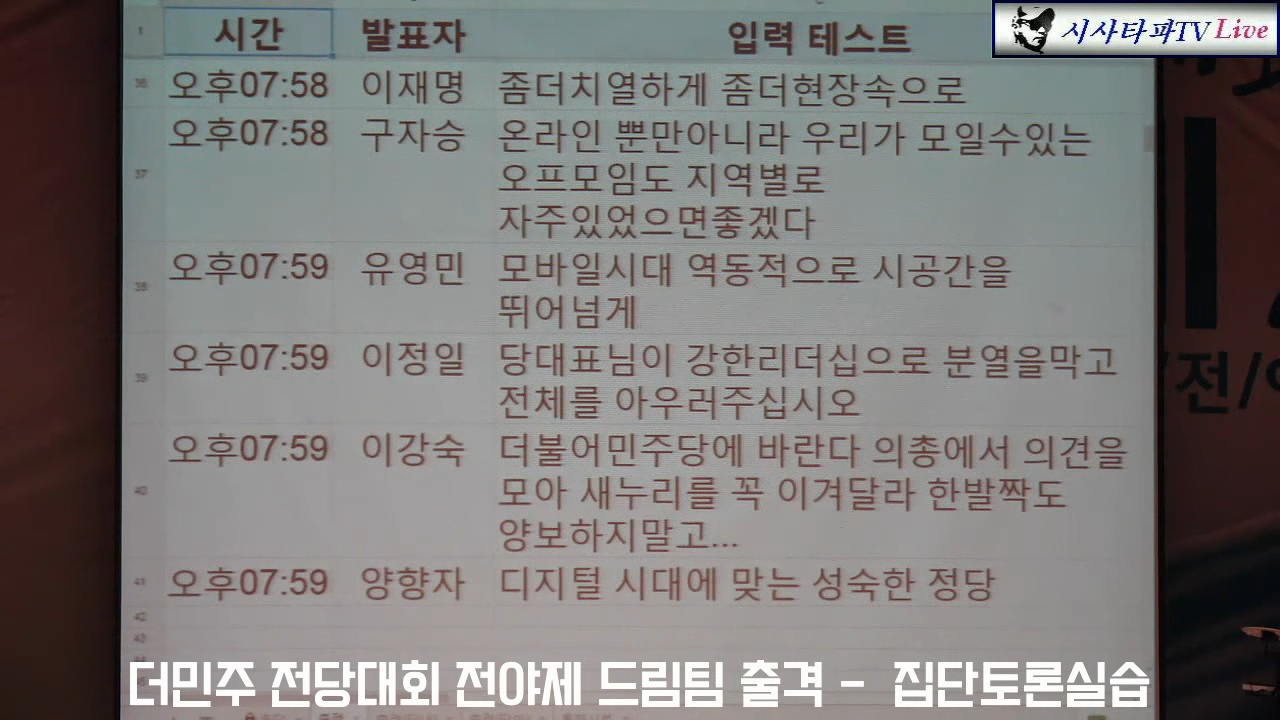 시사타파TV Live
1 시간 발표자 입력 테스트
36 오후07:58 이재명 좀더치열하게 좀더현장속으로
오후07:58 구자승 온라인 뿐만아니라 우리가 모일수있는
37 오프모임도 지역별로
자주있었으면좋겠다
오후07:59 유영민 모바일시대 역동적으로 시공간을
38 뛰어넘게
오후07:59 이정일 당대표님이 강한리더십으로 분열을막고
39 전체를 아우러주십시오
오후07:59 이강숙 더불어민주당에 바란다 의총에서 의견을
40 모아 새누리를 꼭 이겨달라 한발짝도
양보하지말고...
41 오후07:59 양향자 디지털 시대에 맞는 성숙한 정당
42
43
/전/
더민주 전당대회 전야제 드림팀 출격 - 집단토론실습